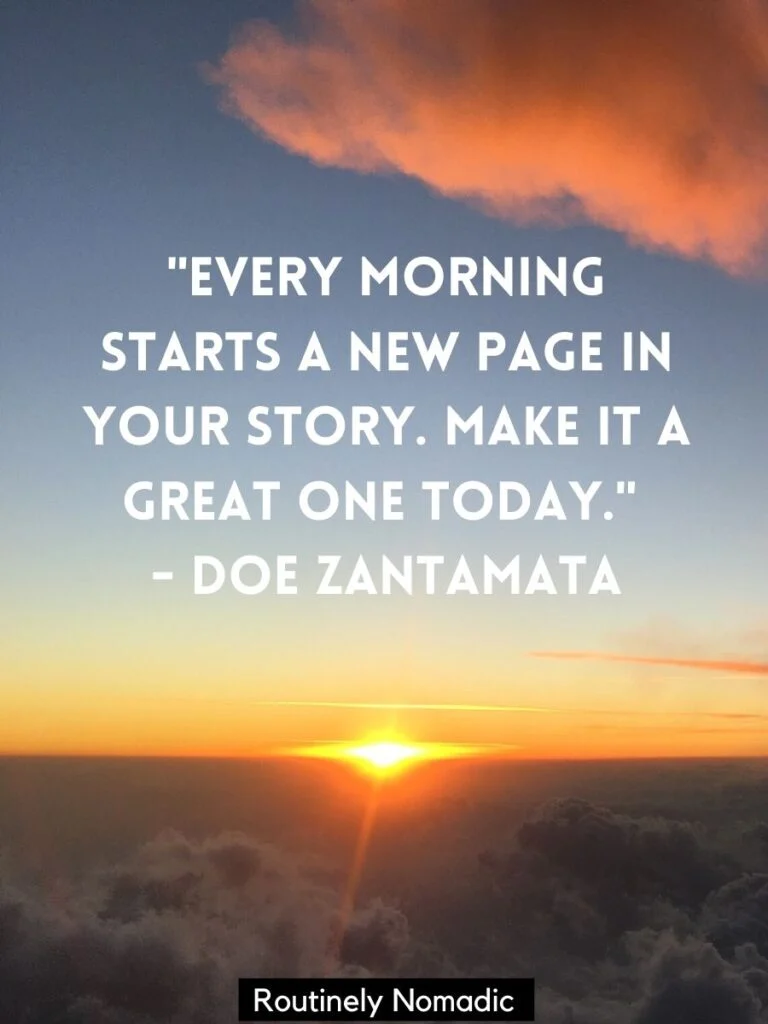 "EVERY MORNING
STARTS A NEW PAGE IN
YOUR STORY. MAKE IT A
GREAT ONE TODAY."
- DOE ZANTAMATA
Routinely Nomadic